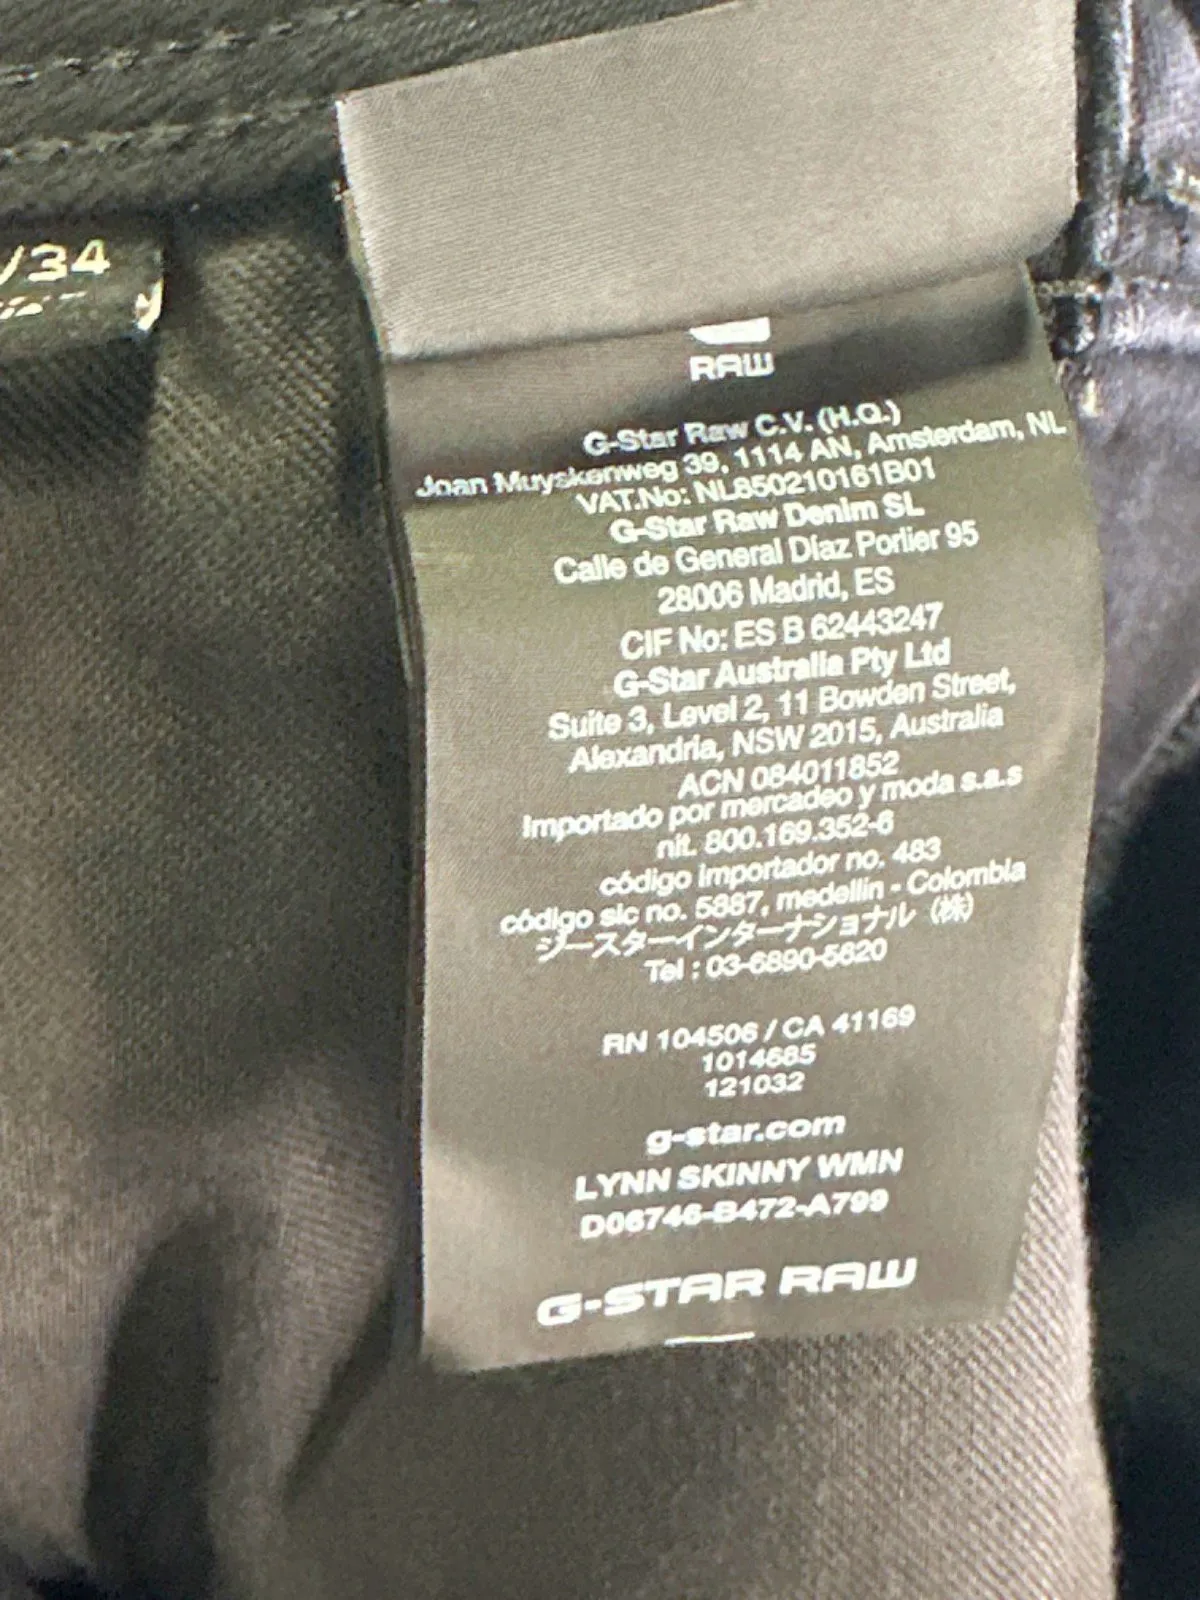 /34
RAW
G-Star Raw C.V. (H.Q.)
Joan Muyskenweg 39, 1114 AN, Amsterdam, NL
VAT.No: NL850210161B01
G-Star Raw Denim SL
Calle de General Díaz Porlier 95
28006 Madrid, ES
CIF No: ES B 62443247
G-Star Australia Pty Ltd
Suite 3, Level 2, 11 Bowden Street,
Alexandria, NSW 2015, Australia
ACN 084011852
Importado por mercadeo y moda s.a.s
nit. 800.169.352-6
código importador no. 483
código sic no. 5887, medellin - Colombia
ジースターインターナショナル (株)
Tel : 03-6890-5620
RN 104506 / CA 41169
1014685
121032
g-star.com
LYNN SKINNY WMN
D06746-B472-A799
G-STAR RAW